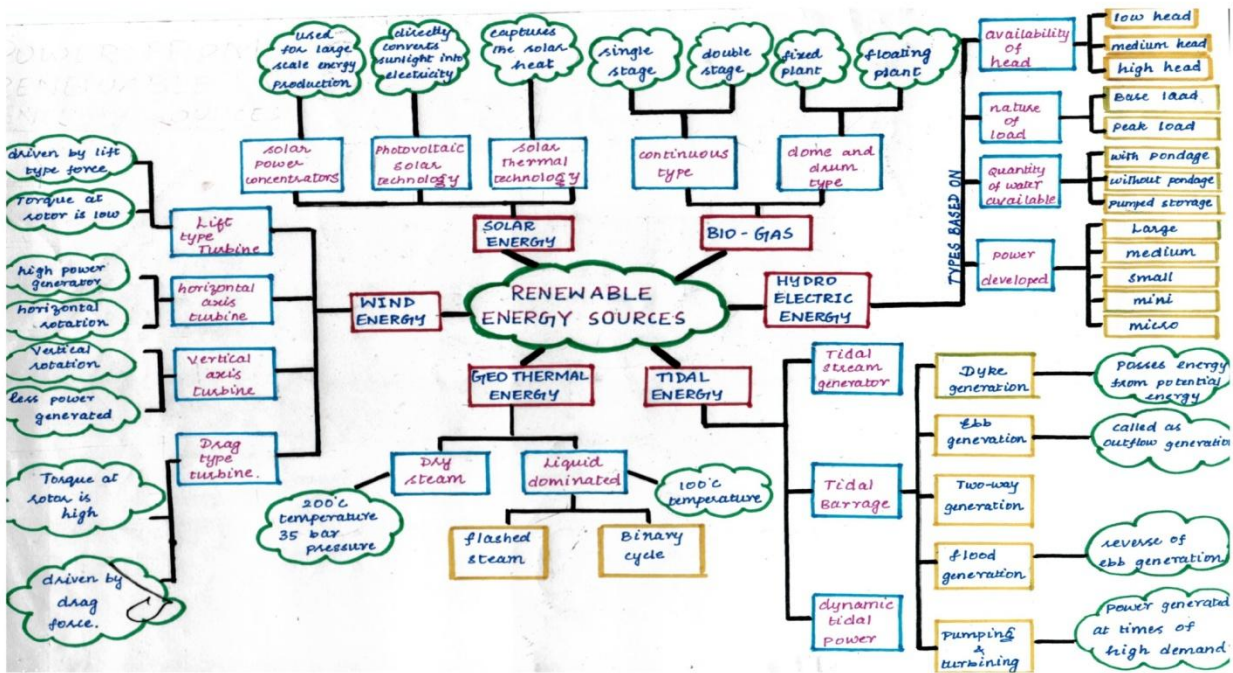 used
for large
scale energy
production
directly
converts
sunlight into
electricity
captures
the solar
heat
single
stage
double
stage
fixed
plant
floating
plant
solar
power
concentrators
Photovoltaic
solar
technology
solar
thermal
technology
continuous
type
dome and
drum type
SOLAR
ENERGY
BIO-GAS
RENEWABLE
ENERGY SOURCES
WIND
ENERGY
driven by lift
type force
Torque at
rotor is low
Lift
type
Turbine
high power
generator
horizontal
rotation
horizontal
axis
turbine
Vertical
rotation
less power
generated
Vertical
axis
turbine
Torque at
rotor is
high
driven by
drag
force.
Drag
type
turbine.
HYDRO
ELECTRIC
ENERGY
TYPES BASED ON
availability
of
head
low head
medium head
high head
nature
of
load
Base load
peak load
Quantity
of water
available
with pondage
without pondage
pumped storage
power
developed
Large
medium
small
mini
micro
GEO THERMAL
ENERGY
Dry
steam
200°c
temperature
35 bar
pressure
Liquid
dominated
100°c
temperature
flashed
steam
Binary
cycle
TIDAL
ENERGY
Tidal
stream
generator
Tidal
Barrage
dynamic
tidal
power
Dyke
generation
Posses energy
from potential
energy
Ebb
generation
called as
outflow generation
Two-way
generation
flood
generation
reverse of
ebb generation
Pumping
&
turbining
Power generated
at times of
high demand